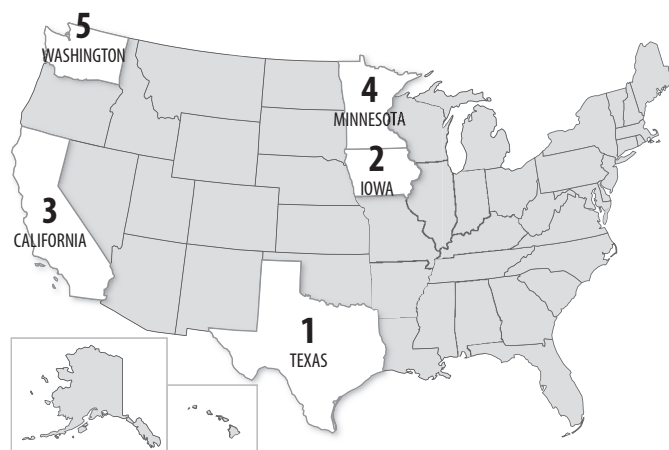 5
WASHINGTON
4
MINNESOTA
2
IOWA
3
CALIFORNIA
1
TEXAS